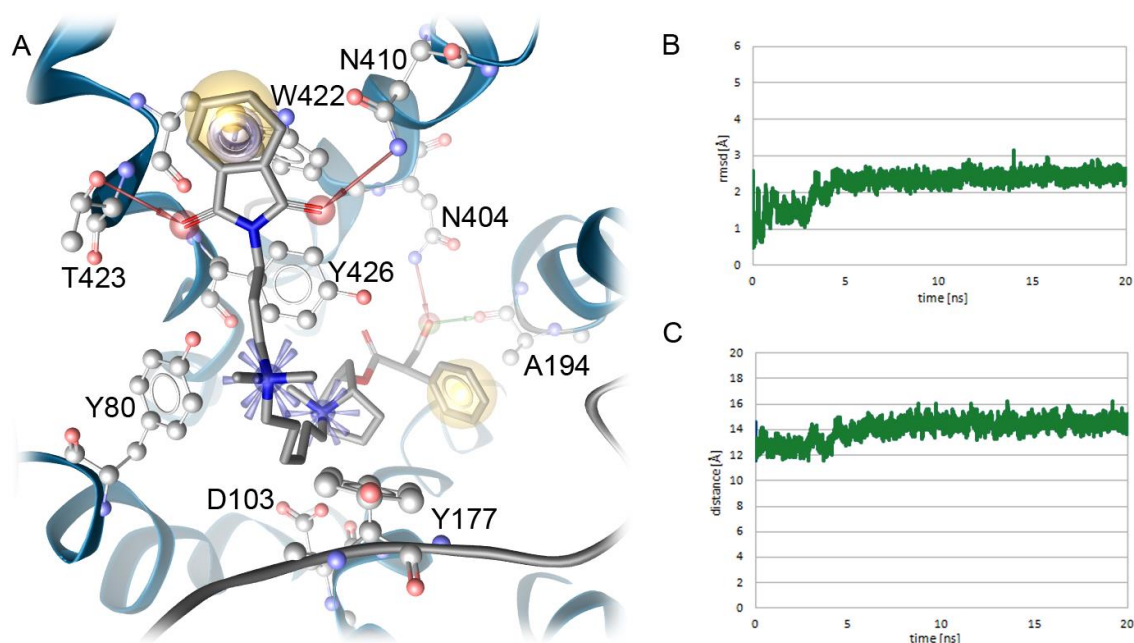 A
N410
W422
N404
T423
Y426
A194
Y80
D103
Y177
B
6
5
4
3
2
1
0
rmsd [Å]
0 5 10 15 20
time [ns]
C
20
18
16
14
12
10
8
6
4
2
0
distance [Å]
0 5 10 15 20
time [ns]